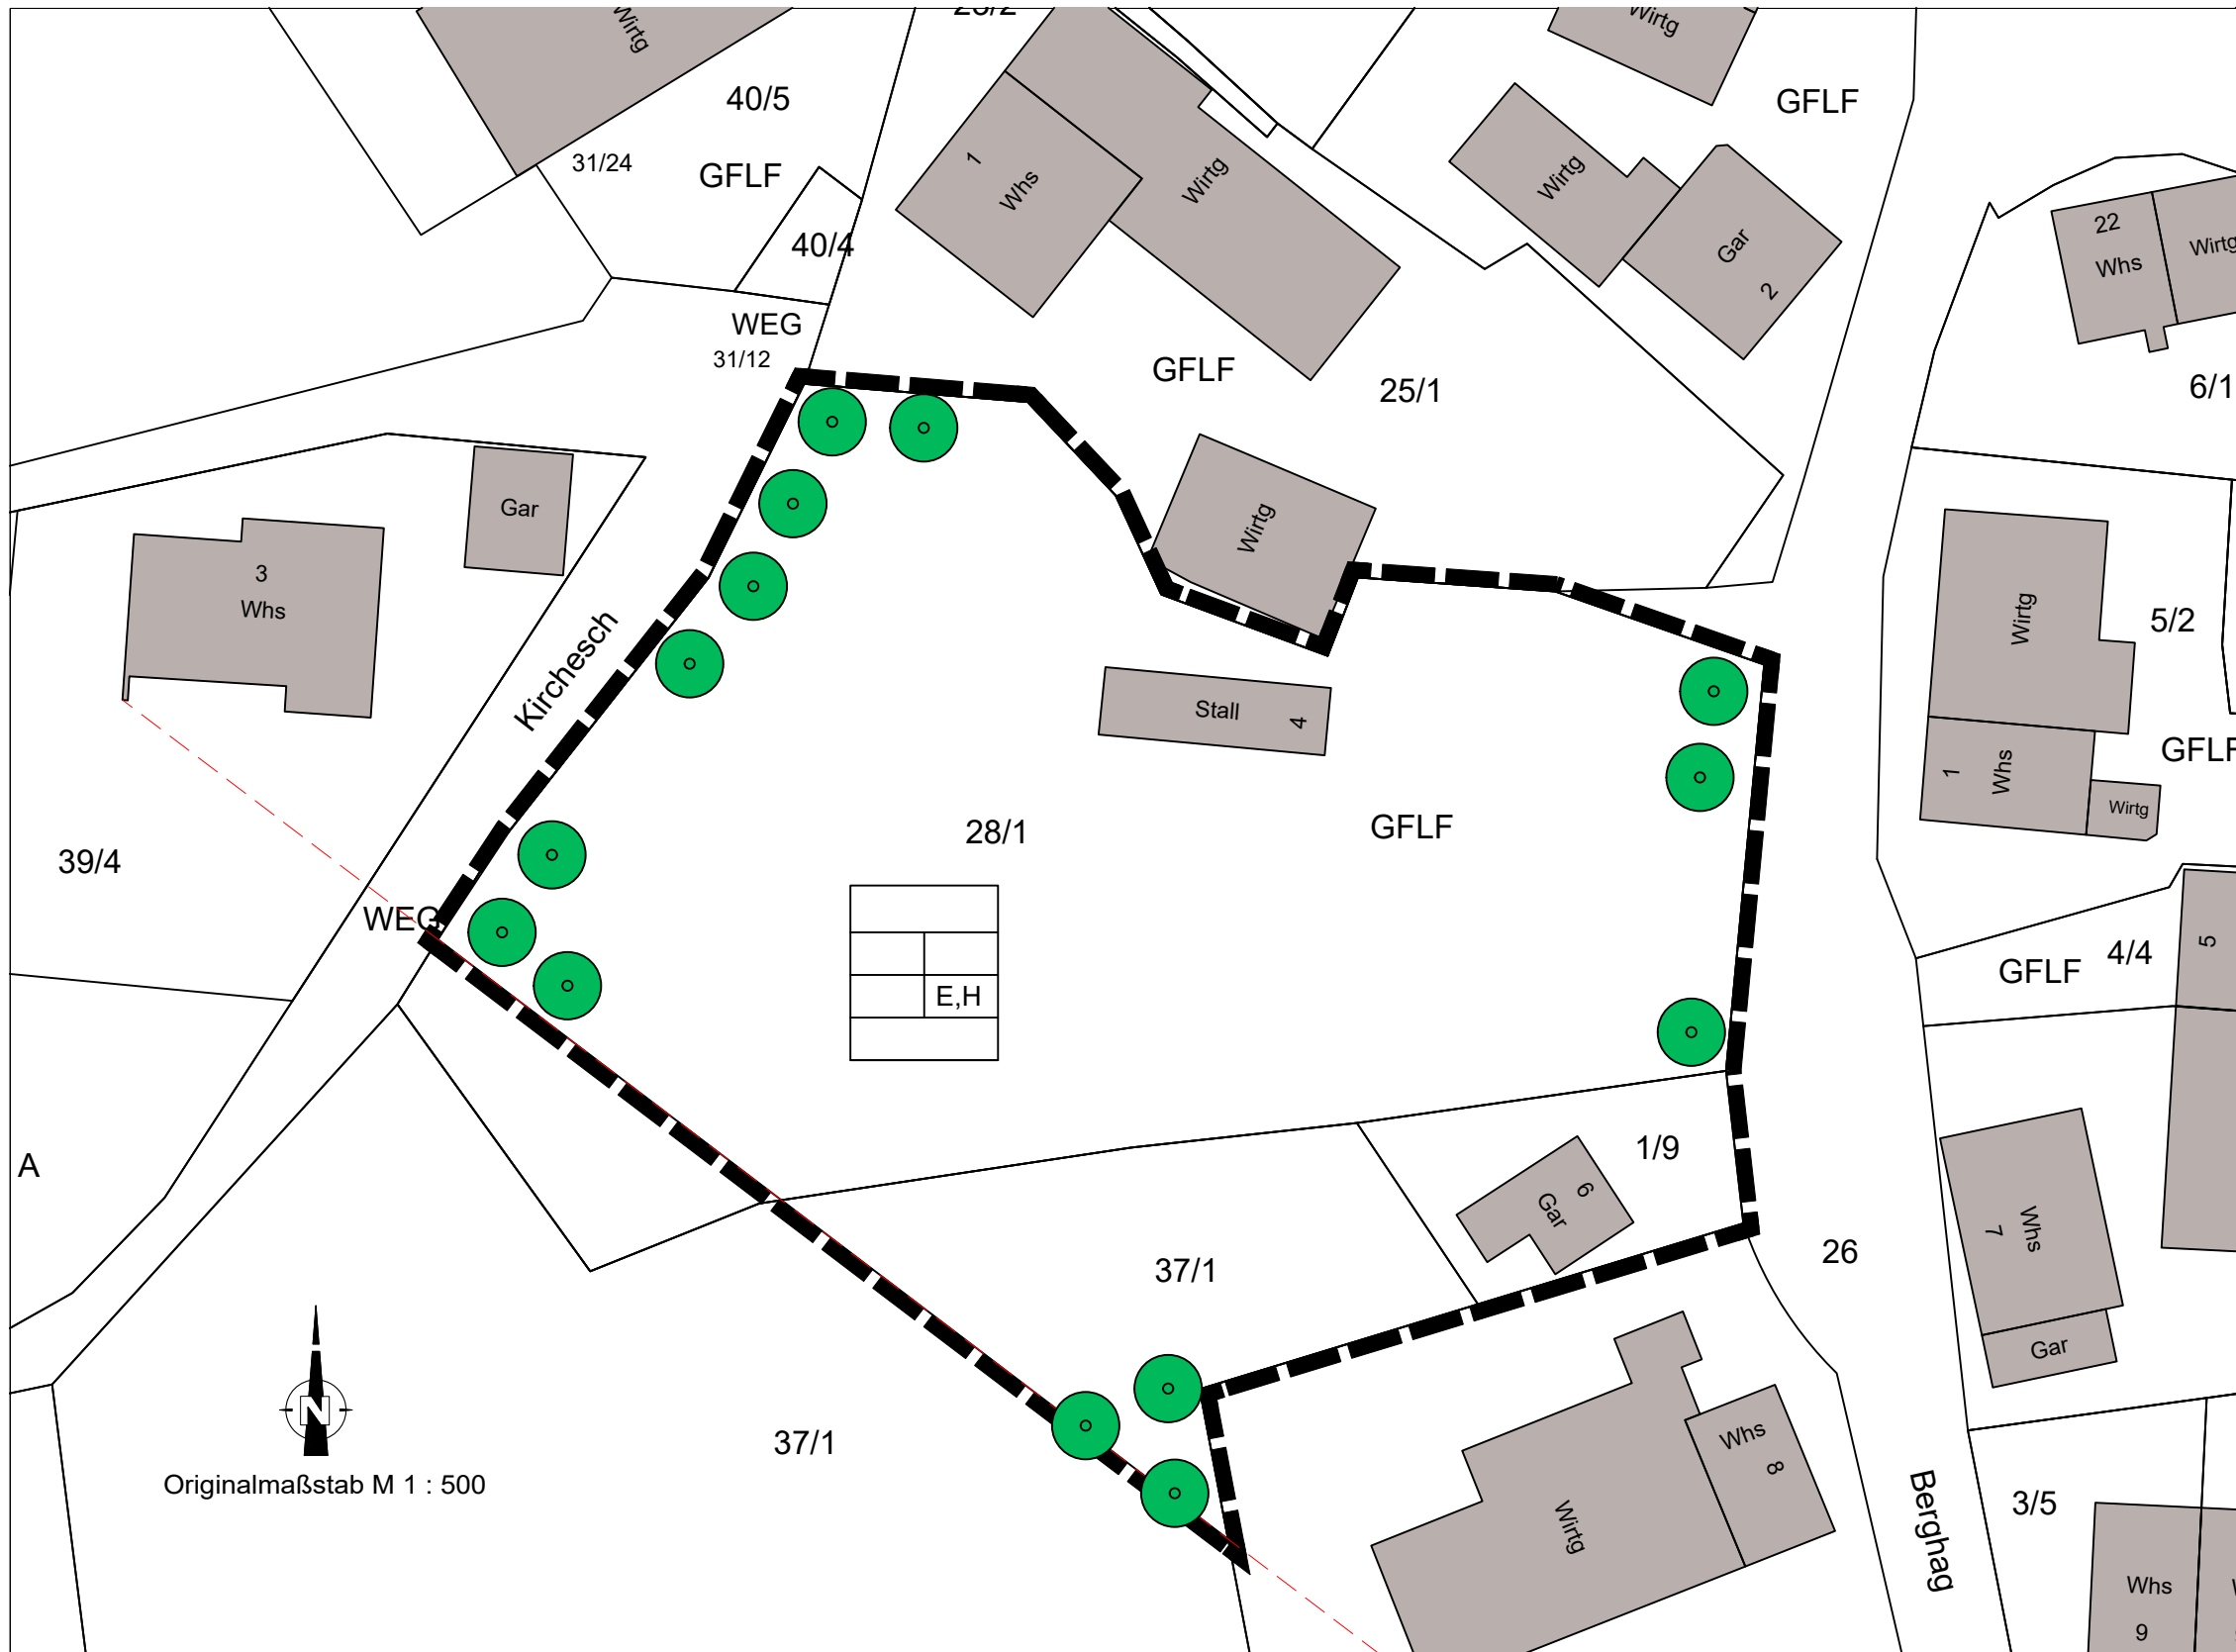 Wirtg
Wirtg
40/5
GFLF
31/24
GFLF
40/4
1
Whs
Wirtg
Wirtg
Gar
2
22
Whs
Wirtg
WEG
31/12
GFLF
25/1
6/1
Gar
Wirtg
3
Whs
Wirtg
5/2
Kirchesch
Stall
4
GFLF
1
Whs
Wirtg
28/1
GFLF
39/4
WEG
5
4/4
GFLF
E,H
A
1/9
6
Gar
37/1
26
7
Whs
Gar
N
37/1
Whs
8
Originalmaßstab M 1 : 500
Wirtg
Berghag
3/5
Whs
9